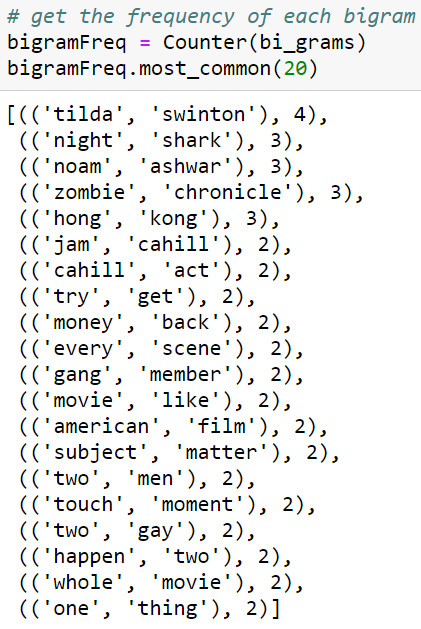 # get the frequency of each bigram
bigramFreq = Counter(bi_grams)
bigramFreq.most_common(20)
[(('tilda', 'swinton'), 4),
(('night', 'shark'), 3),
(('noam', 'ashwar'), 3),
(('zombie', 'chronicle'), 3),
(('hong', 'kong'), 3),
(('jam', 'cahill'), 2),
(('cahill', 'act'), 2),
(('try', 'get'), 2),
(('money', 'back'), 2),
(('every', 'scene'), 2),
(('gang', 'member'), 2),
(('movie', 'like'), 2),
(('american', 'film'), 2),
(('subject', 'matter'), 2),
(('two', 'men'), 2),
(('touch', 'moment'), 2),
(('two', 'gay'), 2),
(('happen', 'two'), 2),
(('whole', 'movie'), 2),
(('one', 'thing'), 2)]